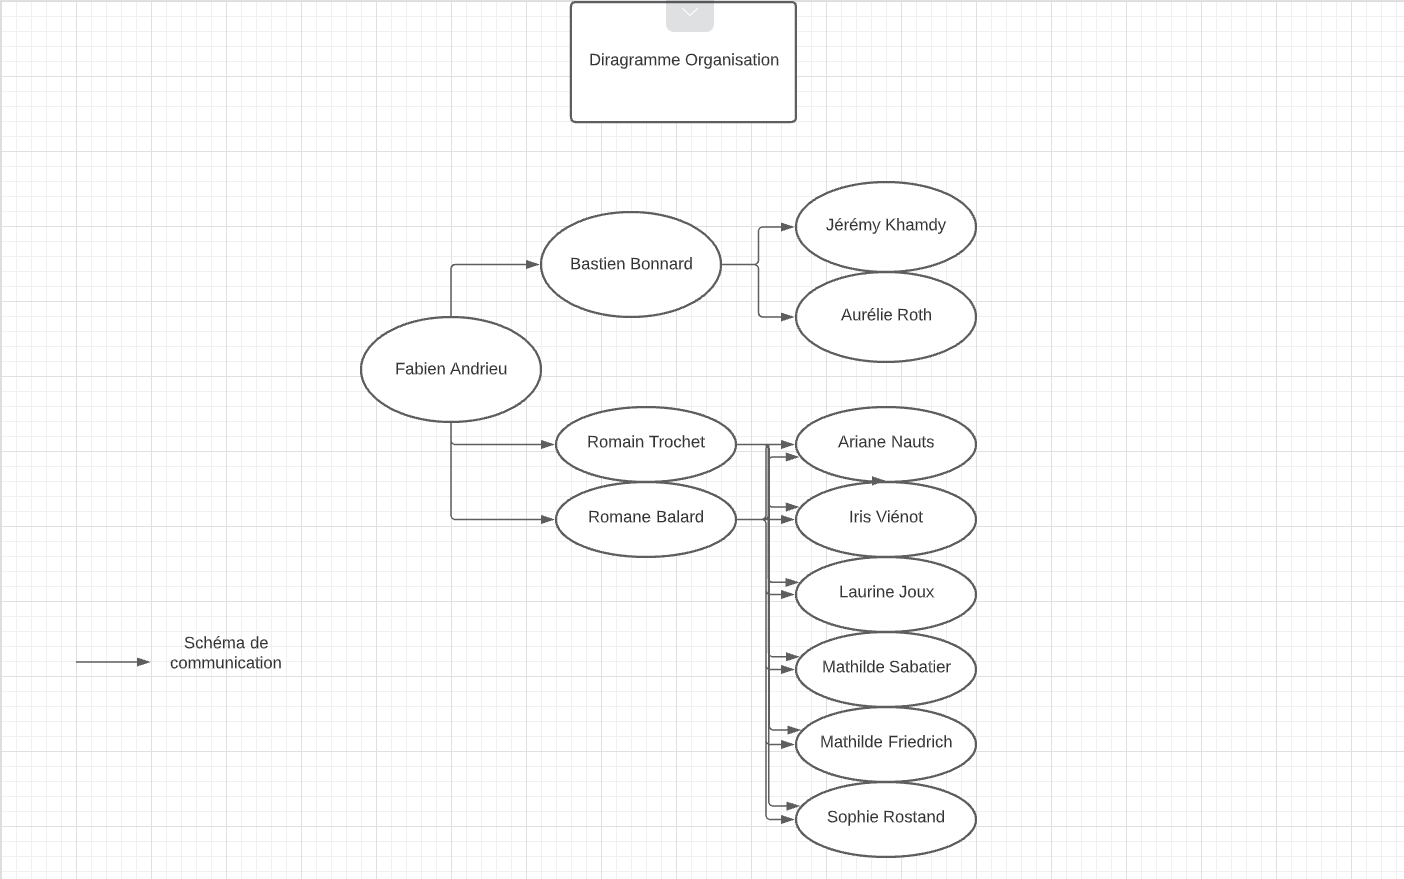 Diragramme Organisation
Jérémy Khamdy
Bastien Bonnard
Aurélie Roth
Fabien Andrieu
Romain Trochet
Ariane Nauts
Romane Balard
Iris Viénot
Laurine Joux
Schéma de
communication
Mathilde Sabatier
Mathilde Friedrich
Sophie Rostand